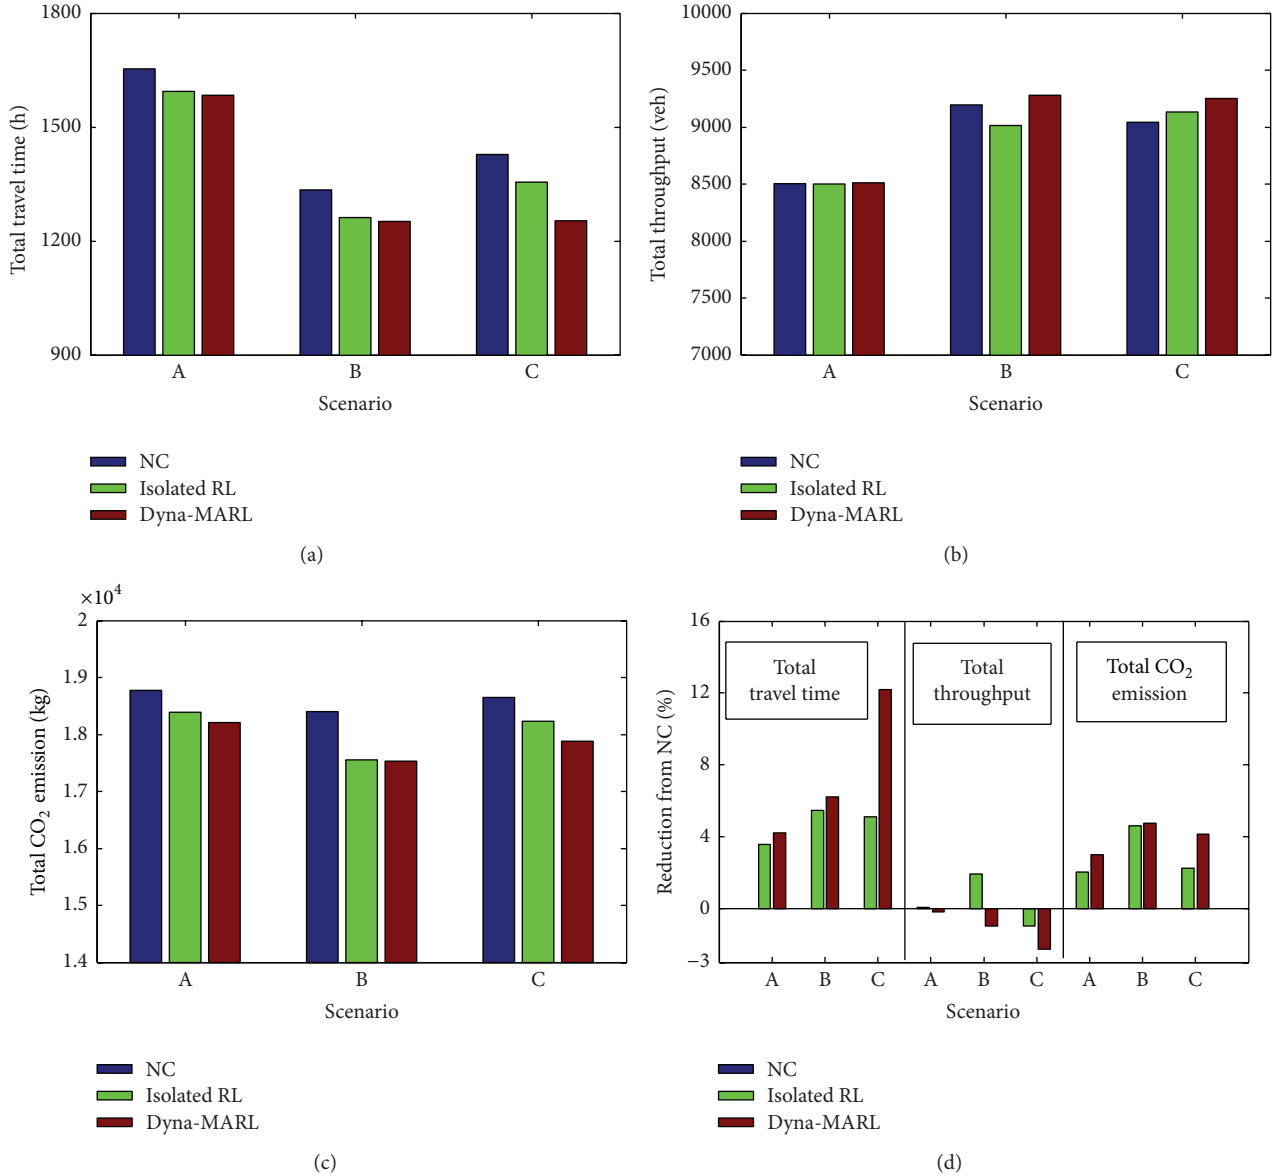 1800
1500
1200
900
Total travel time (h)
A B C
Scenario
NC
Isolated RL
Dyna-MARL
(a)
10000
9500
9000
8500
8000
7500
7000
Total throughput (veh)
A B C
Scenario
NC
Isolated RL
Dyna-MARL
(b)
×10⁴
2
1.9
1.8
1.7
1.6
1.5
1.4
Total CO₂ emission (kg)
A B C
Scenario
NC
Isolated RL
Dyna-MARL
(c)
16
12
8
4
0
−3
Reduction from NC (%)
Total
travel time
Total
throughput
Total CO₂
emission
A B C A B C A B C
Scenario
NC
Isolated RL
Dyna-MARL
(d)